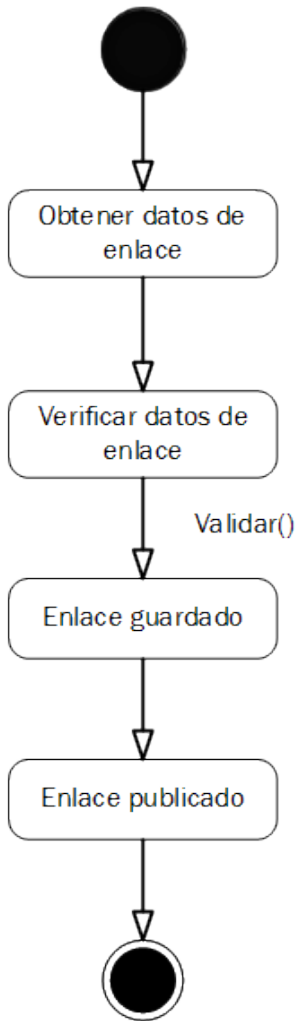 Obtener datos de
enlace
Verificar datos de
enlace
Validar()
Enlace guardado
Enlace publicado